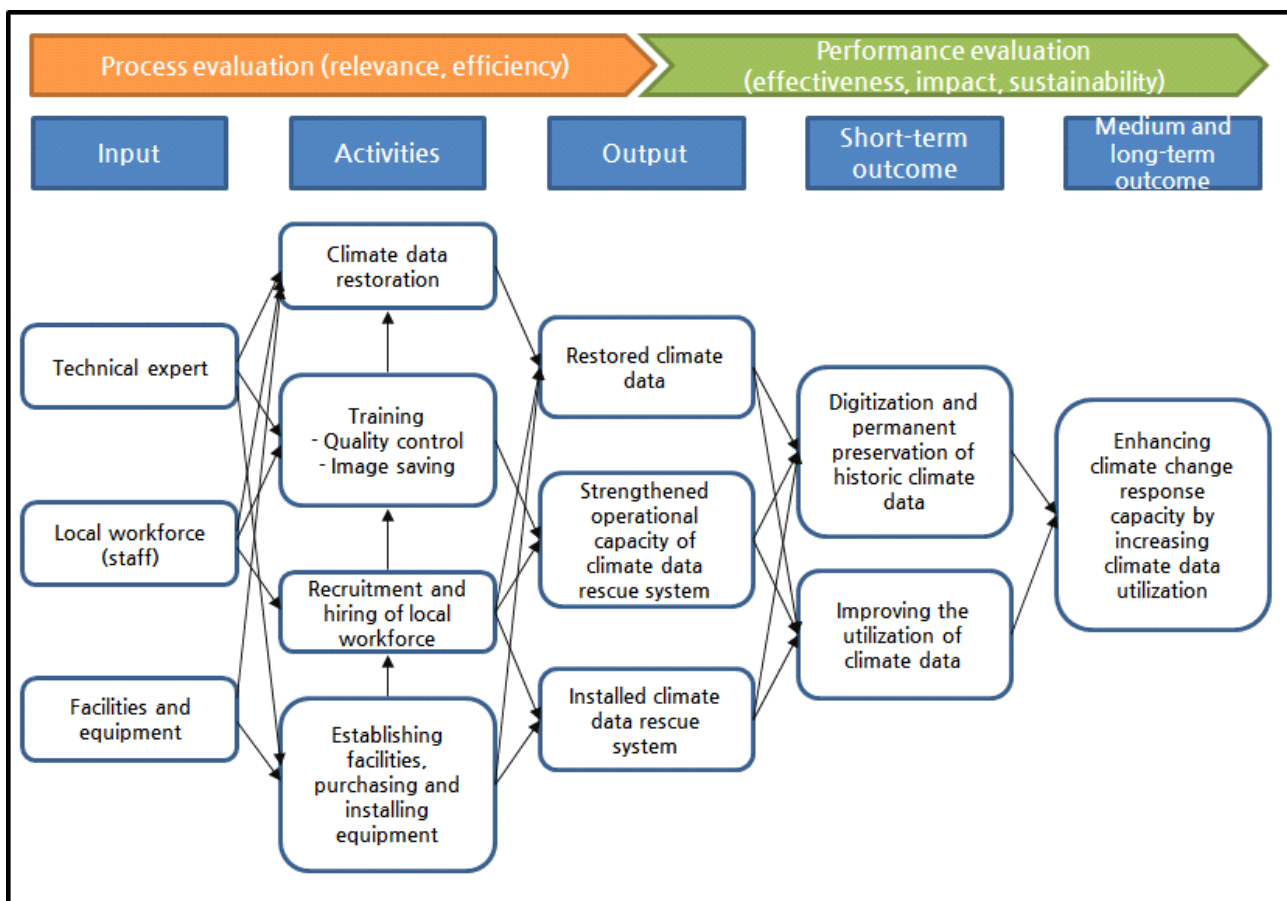 Process evaluation (relevance, efficiency)
Performance evaluation
(effectiveness, impact, sustainability)
Input
Activities
Output
Short-term
outcome
Medium and
long-term
outcome
Climate data
restoration
Technical expert
Training
- Quality control
- Image saving
Restored climate
data
Digitization and
permanent
preservation of
historic climate
data
Enhancing
climate change
response
capacity by
increasing
climate data
utilization
Local workforce
(staff)
Recruitment and
hiring of local
workforce
Strengthened
operational
capacity of
climate data
rescue system
Improving the
utilization of
climate data
Facilities and
equipment
Establishing
facilities,
purchasing and
installing
equipment
Installed climate
data rescue
system